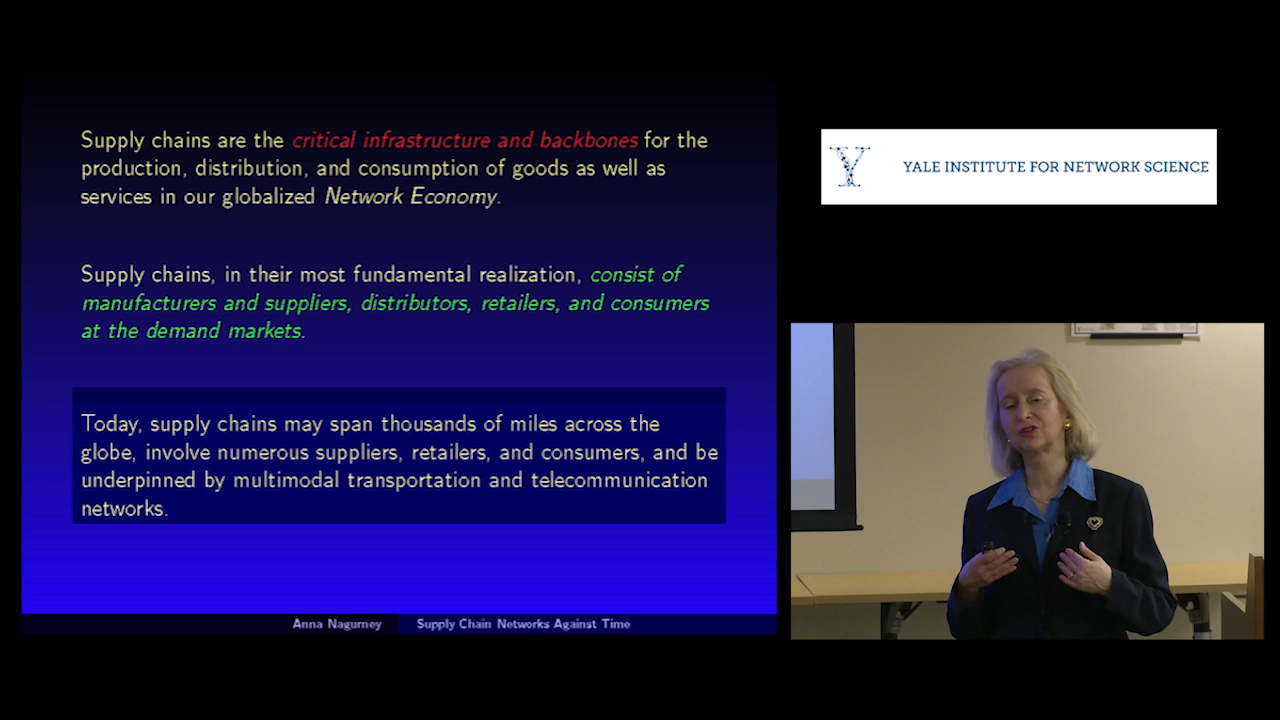 Supply chains are the critical infrastructure and backbones for the
production, distribution, and consumption of goods as well as
services in our globalized Network Economy.
Supply chains, in their most fundamental realization, consist of
manufacturers and suppliers, distributors, retailers, and consumers
at the demand markets.
Today, supply chains may span thousands of miles across the
globe, involve numerous suppliers, retailers, and consumers, and be
underpinned by multimodal transportation and telecommunication
networks.
Anna Nagurney Supply Chain Networks Against Time
Y YALE INSTITUTE FOR NETWORK SCIENCE